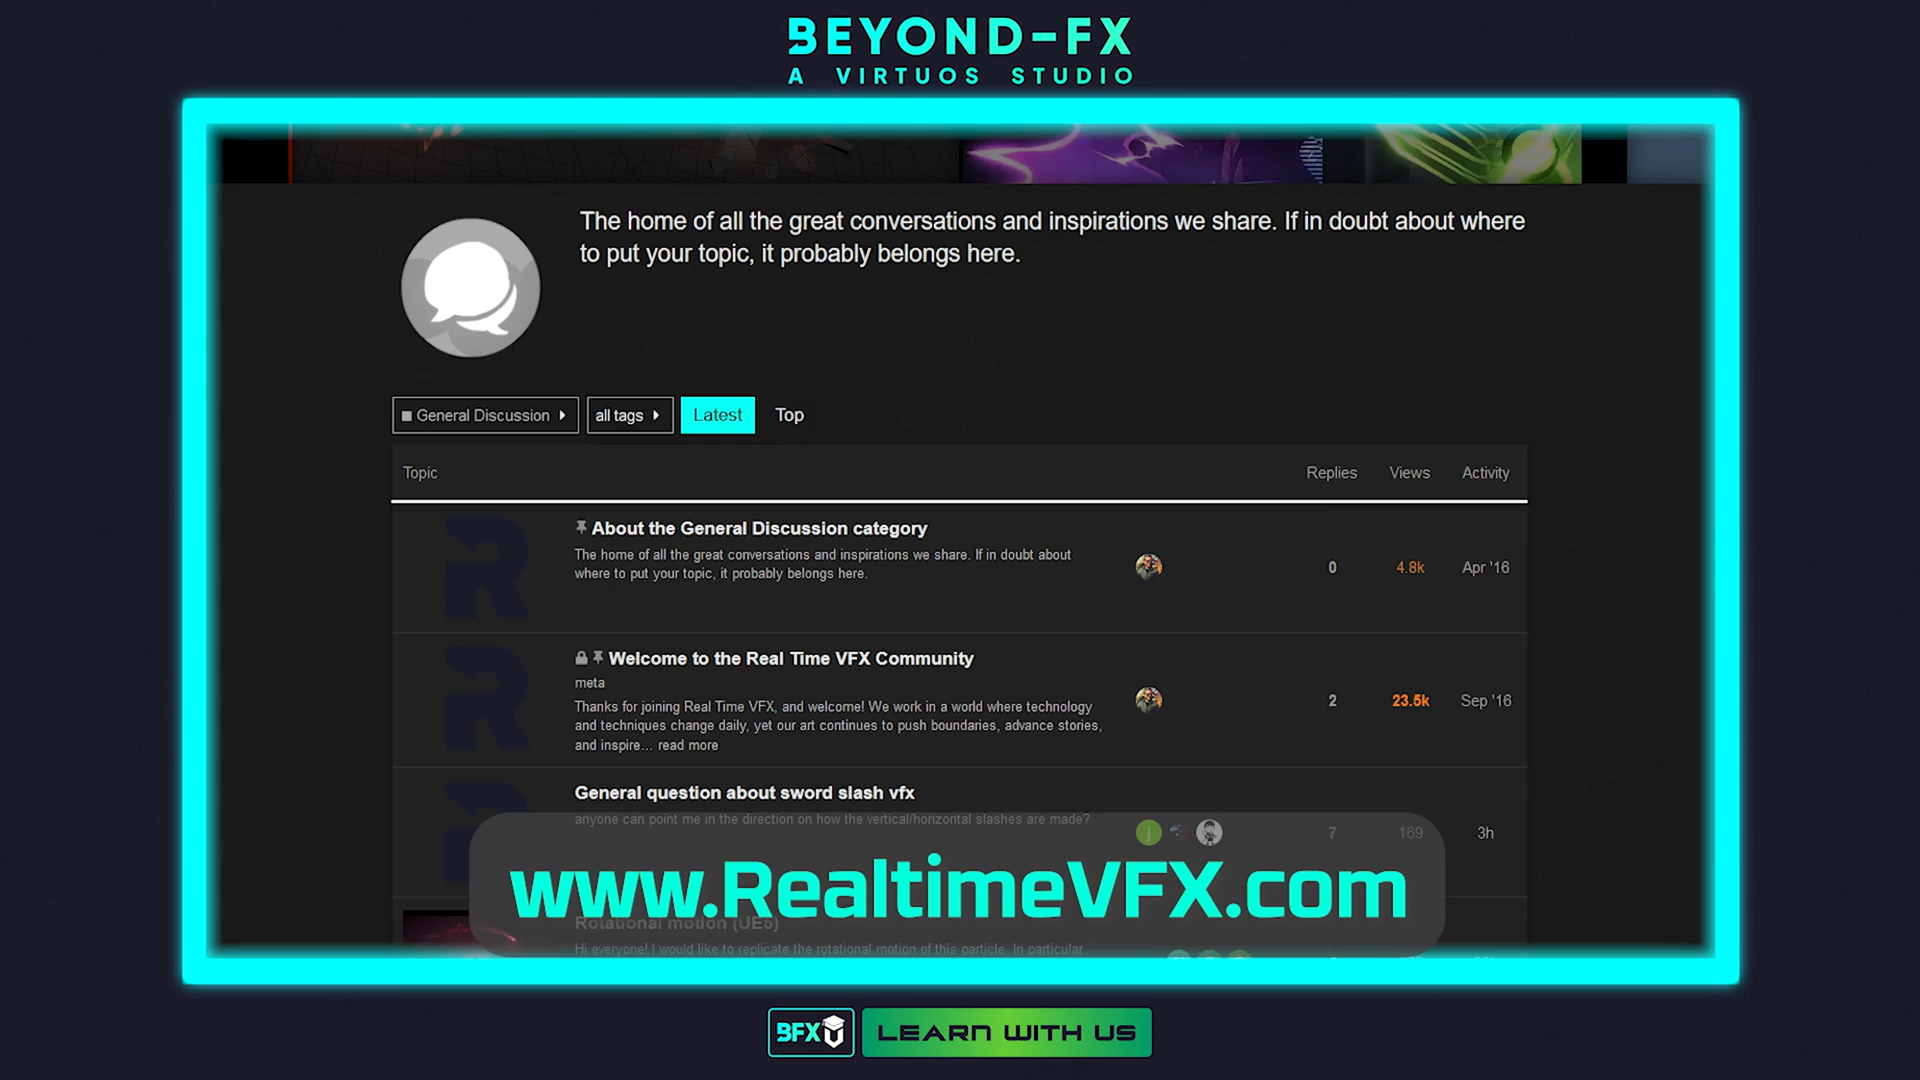 BEYOND-FX
A VIRTUOS STUDIO
The home of all the great conversations and inspirations we share. If in doubt about where
to put your topic, it probably belongs here.
General Discussion
all tags
Latest
Top
Topic
Replies
Views
Activity
About the General Discussion category
The home of all the great conversations and inspirations we share. If in doubt about
where to put your topic, it probably belongs here.
0
4.8k
Apr '16
Welcome to the Real Time VFX Community
meta
Thanks for joining Real Time VFX, and welcome! We work in a world where technology
and techniques change daily, yet our art continues to push boundaries, advance stories,
and inspire... read more
2
23.5k
Sep '16
General question about sword slash vfx
anyone can point me in the direction on how the vertical/horizontal slashes are made?
7
169
3h
www.RealtimeVFX.com
Rotational motion (UE5)
Hi everyone! I would like to replicate the rotational motion of this particle. In particular
BFX
LEARN WITH US